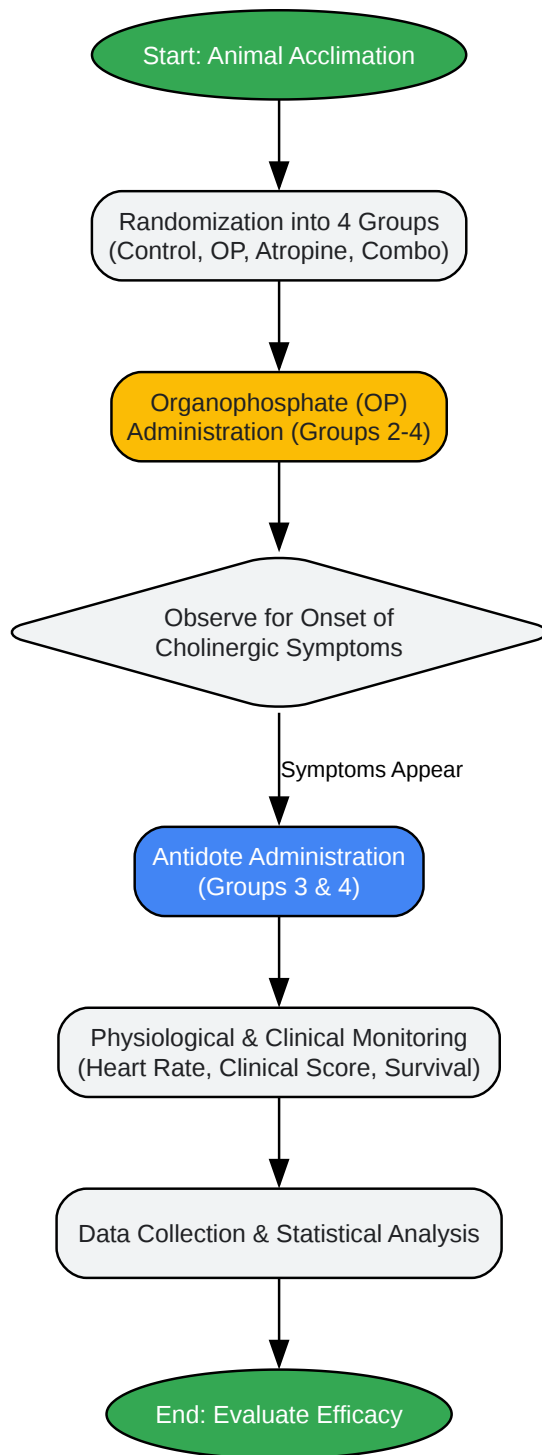 Start: Animal Acclimation
Randomization into 4 Groups
(Control, OP, Atropine, Combo)
Organophosphate (OP)
Administration (Groups 2-4)
Observe for Onset of
Cholinergic Symptoms
Symptoms Appear
Antidote Administration
(Groups 3 & 4)
Physiological & Clinical Monitoring
(Heart Rate, Clinical Score, Survival)
Data Collection & Statistical Analysis
End: Evaluate Efficacy